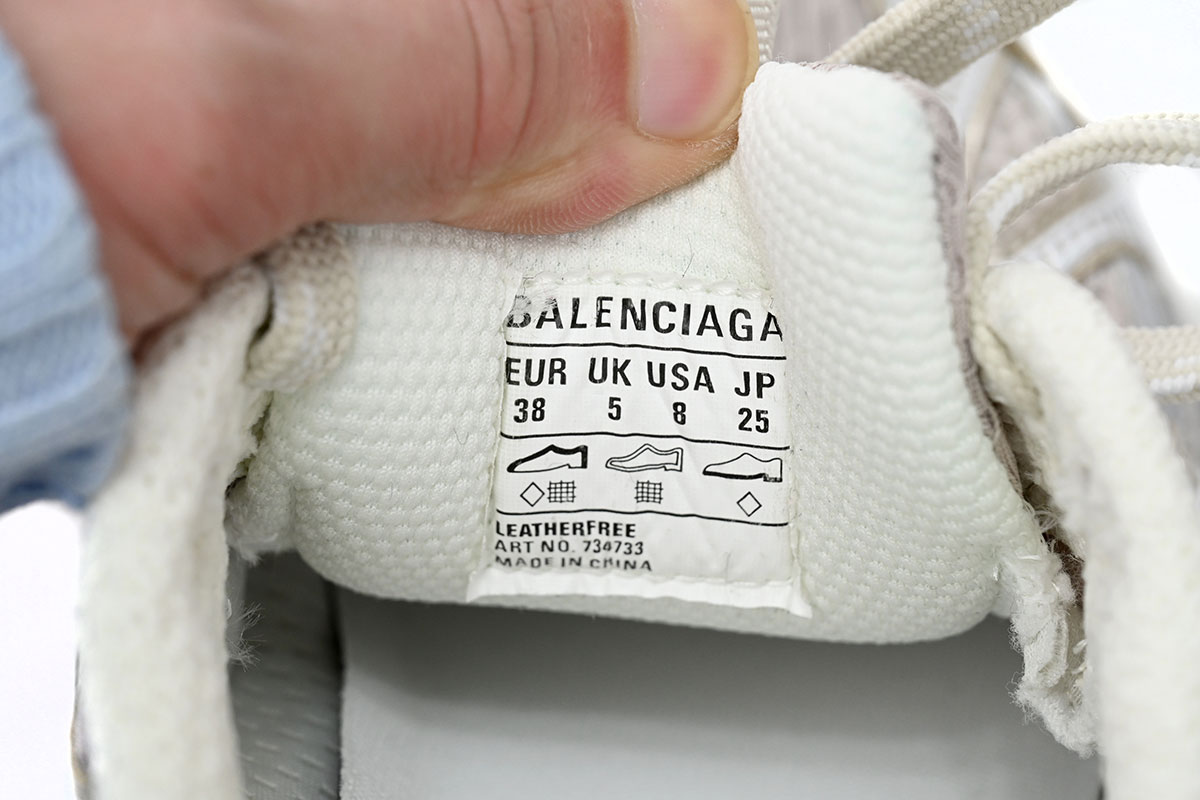 BALENCIAGA
EUR UK USA JP
38 5 8 25
LEATHERFREE
ART NO. 734733
MADE IN CHINA